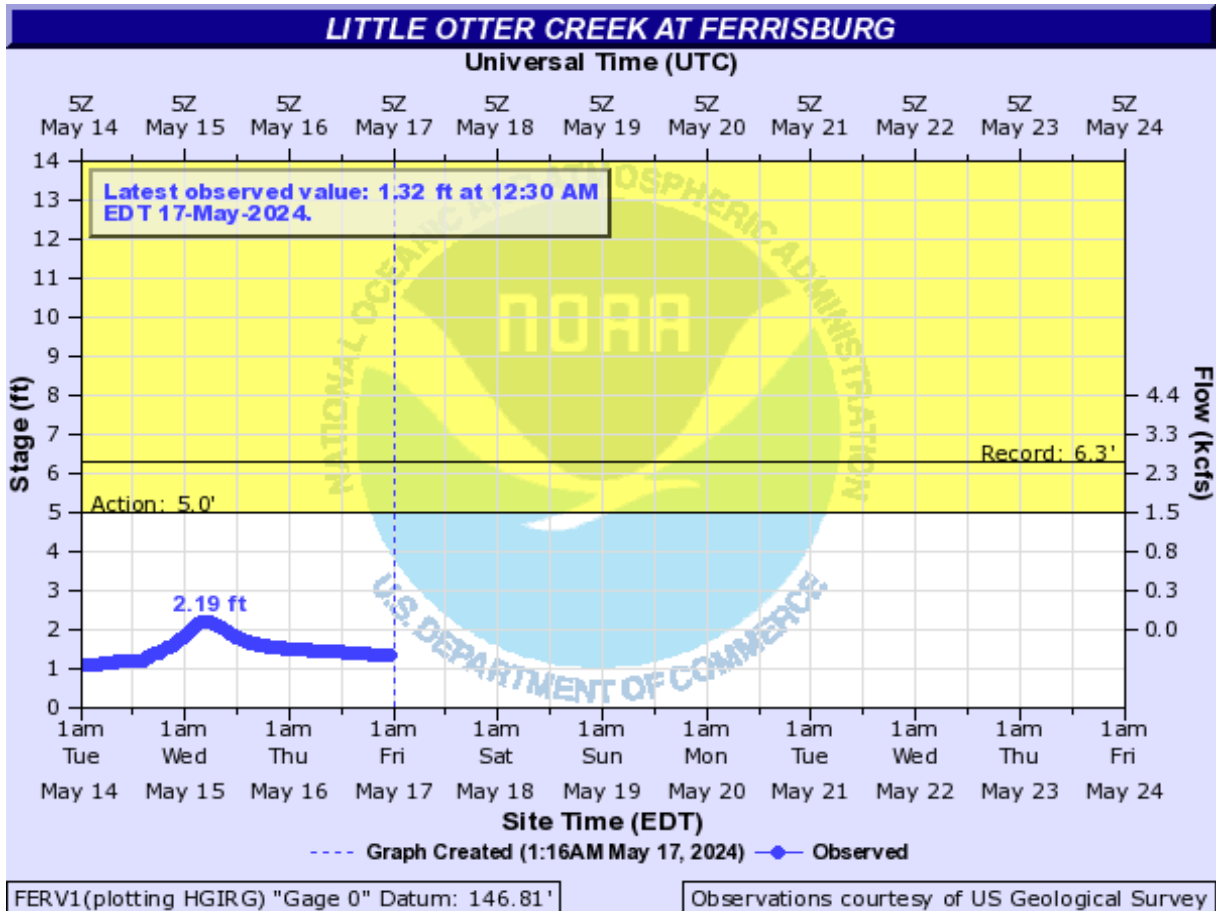 LITTLE OTTER CREEK AT FERRISBURG
Universal Time (UTC)
5Z 5Z 5Z 5Z 5Z 5Z 5Z 5Z 5Z 5Z 5Z
May 14 May 15 May 16 May 17 May 18 May 19 May 20 May 21 May 22 May 23 May 24
Latest observed value: 1.32 ft at 12:30 AM
EDT 17-May-2024.
NATIONAL OCEANIC AND ATMOSPHERIC ADMINISTRATION
NOAA
U.S. DEPARTMENT OF COMMERCE
Stage (ft)
14
13
12
11
10
9
8
7
6
5
4
3
2
1
0
Flow (kcfs)
4.4
3.3
2.3
1.5
0.8
0.3
0.0
Record: 6.3'
Action: 5.0'
2.19 ft
1am 1am 1am 1am 1am 1am 1am 1am 1am 1am 1am
Tue Wed Thu Fri Sat Sun Mon Tue Wed Thu Fri
May 14 May 15 May 16 May 17 May 18 May 19 May 20 May 21 May 22 May 23 May 24
Site Time (EDT)
Graph Created (1:16AM May 17, 2024) Observed
FERV1(plotting HGIRG) "Gage 0" Datum: 146.81'
Observations courtesy of US Geological Survey